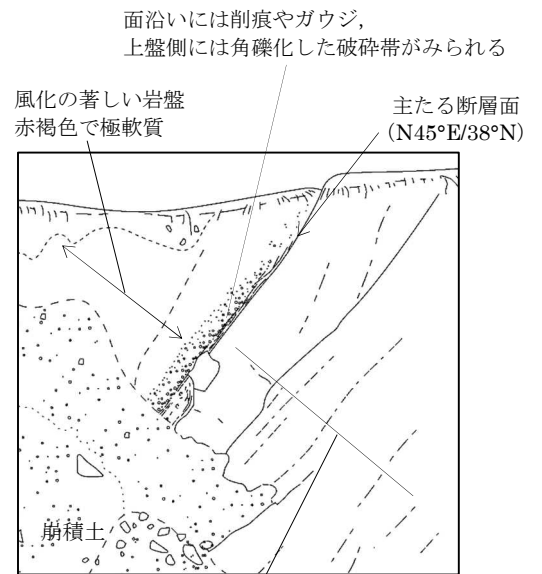 面沿いには削痕やガウジ,
上盤側には角礫化した破砕帯がみられる
風化の著しい岩盤
赤褐色で極軟質
主たる断層面
（N45°E/38°N）
崩積土